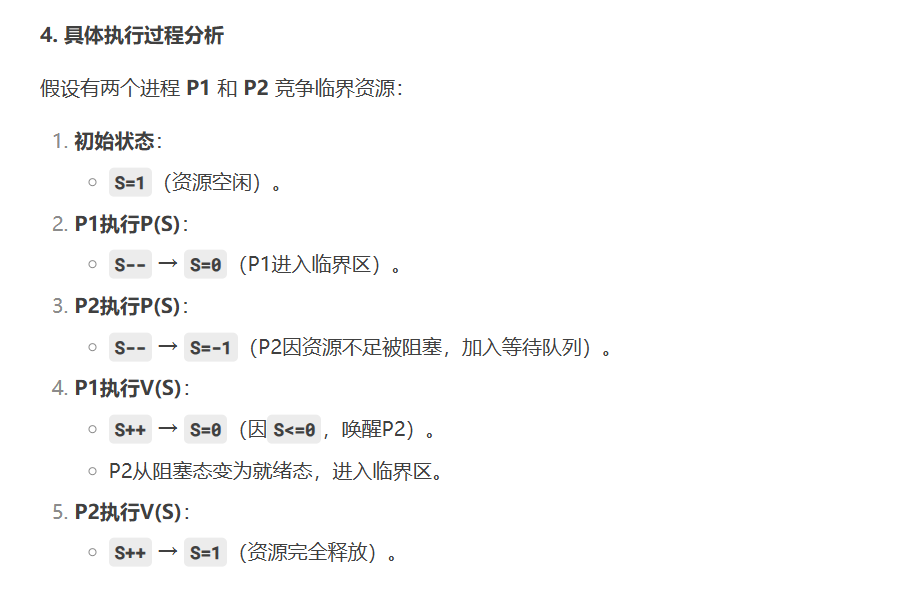 4. 具体执行过程分析
假设有两个进程 P1 和 P2 竞争临界资源：
1. 初始状态：
○ S=1（资源空闲）。
2. P1执行P(S)：
○ S-- → S=0（P1进入临界区）。
3. P2执行P(S)：
○ S-- → S=-1（P2因资源不足被阻塞，加入等待队列）。
4. P1执行V(S)：
○ S++ → S=0（因S<=0，唤醒P2）。
○ P2从阻塞态变为就绪态，进入临界区。
5. P2执行V(S)：
○ S++ → S=1（资源完全释放）。